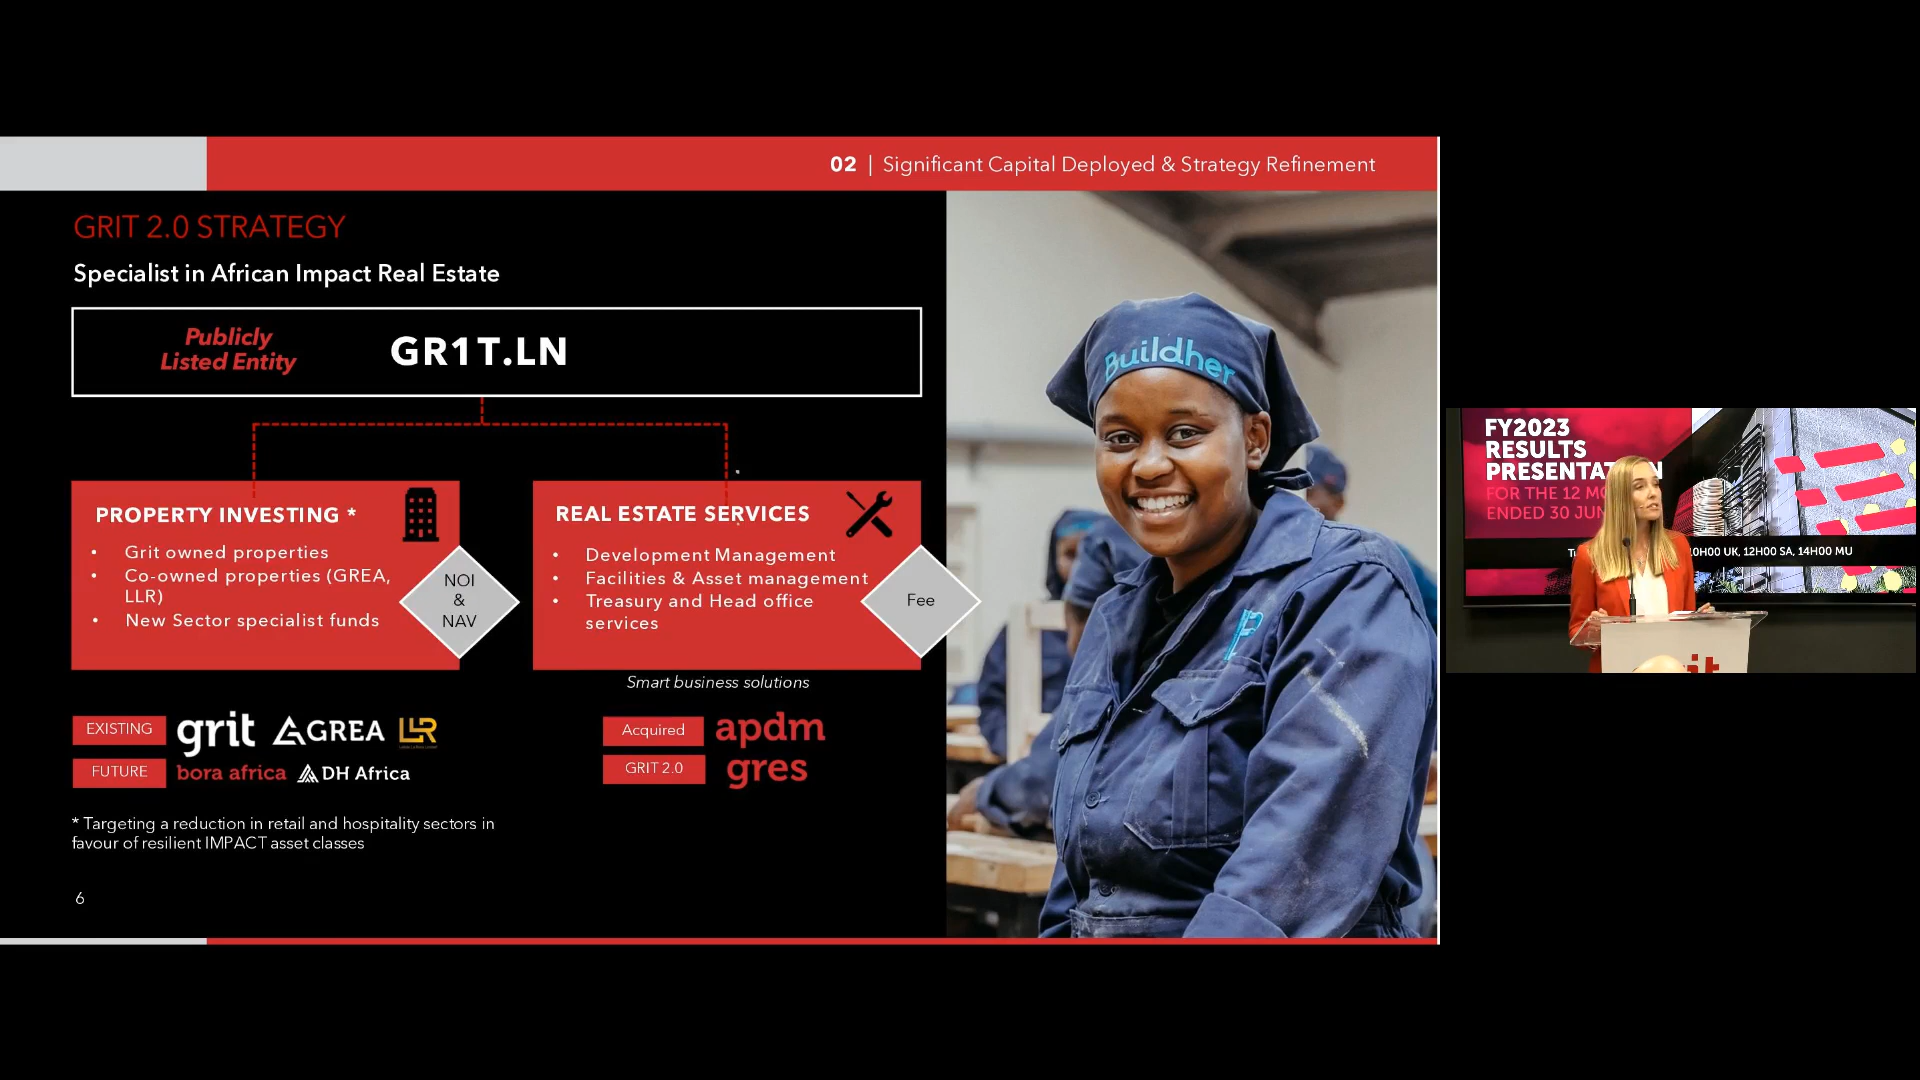 02 | Significant Capital Deployed & Strategy Refinement
GRIT 2.0 STRATEGY
Specialist in African Impact Real Estate
Publicly
Listed Entity
GR1T.LN
PROPERTY INVESTING *
• Grit owned properties
• Co-owned properties (GREA,
LLR)
• New Sector specialist funds
NOI
&
NAV
REAL ESTATE SERVICES
• Development Management
• Facilities & Asset management
• Treasury and Head office
services
Fee
Smart business solutions
EXISTING
grit
GREA
LLR
FUTURE
bora africa
DH Africa
Acquired
apdm
GRIT 2.0
gres
* Targeting a reduction in retail and hospitality sectors in
favour of resilient IMPACT asset classes
6
Buildher
FY2023
RESULTS
FOR THE 12
ENDED 30
UK, 12H00 SA, 14H00 MU